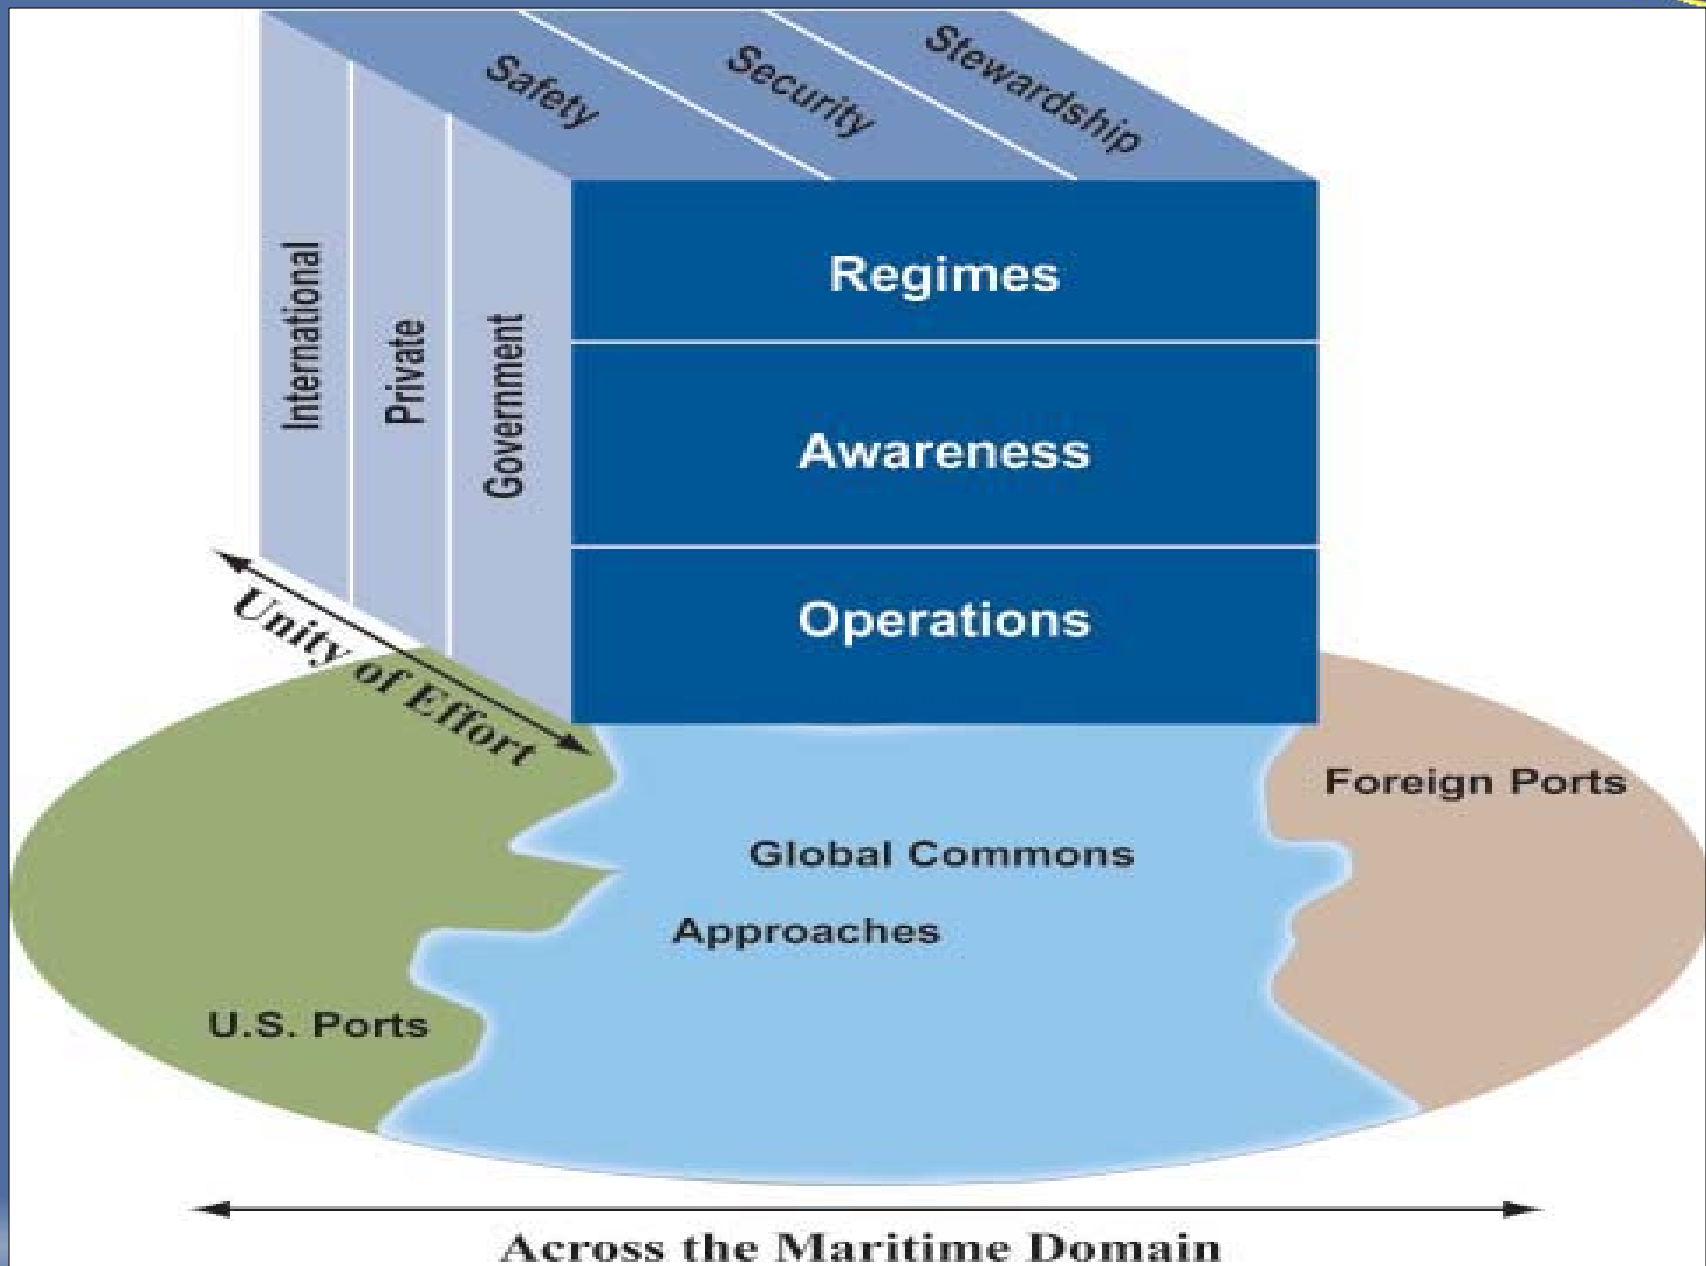 Safety
Security
Stewardship
International
Private
Government
Regimes
Awareness
Operations
Unity of Effort
Foreign Ports
Global Commons
Approaches
U.S. Ports
Across the Maritime Domain